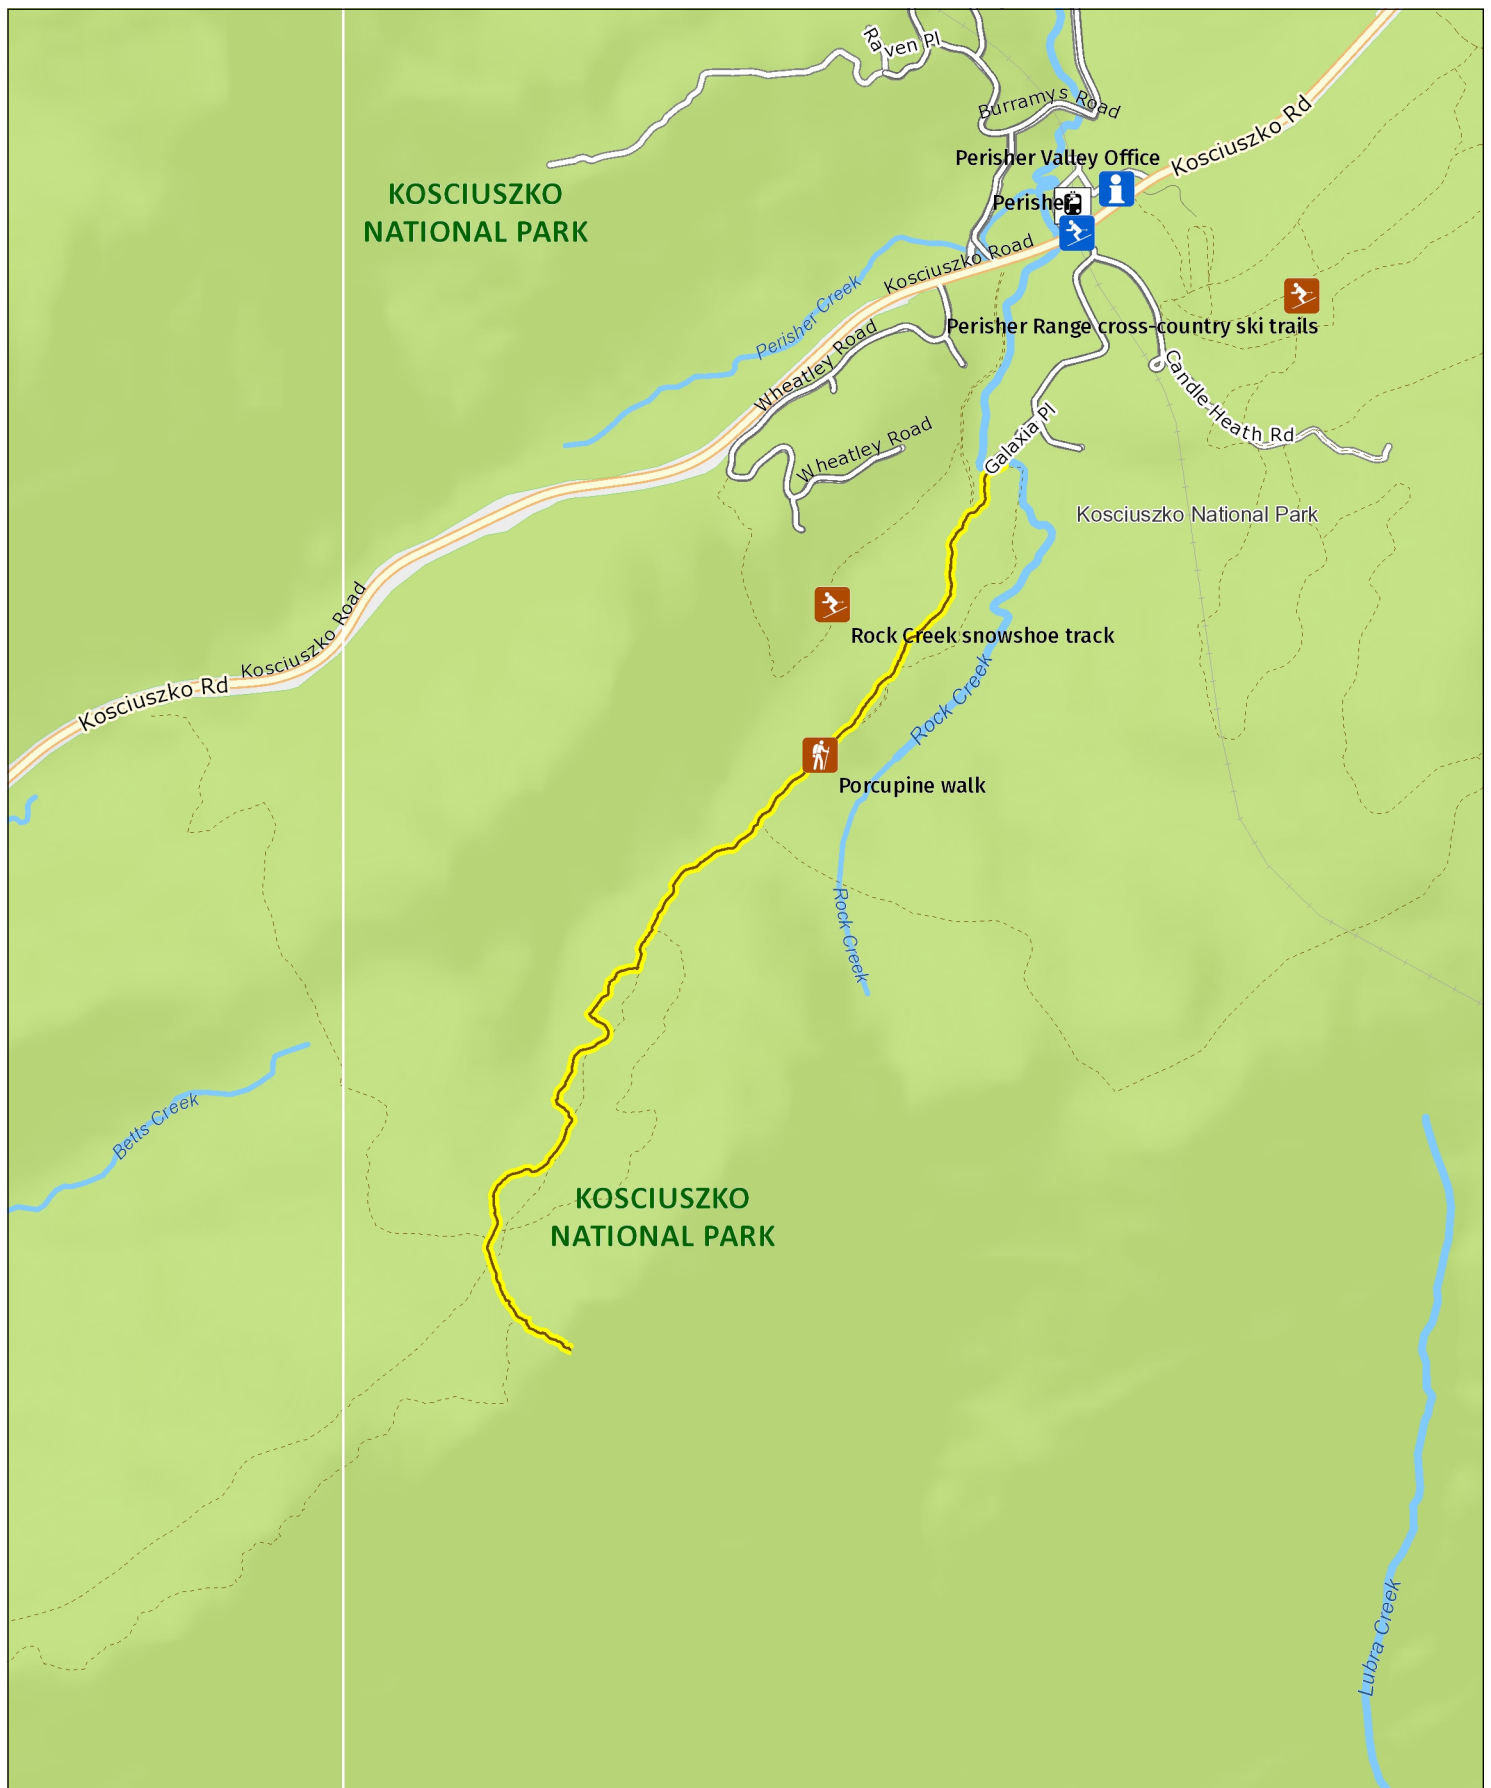 Raven Pl
Burramys Road
Kosciuszko Rd
Perisher Valley Office
KOSCIUSZKO
NATIONAL PARK
Perisher
Kosciuszko Road
Perisher Creek
Perisher Range cross-country ski trails
Wheatley Road
Candle Heath Rd
Galaxia Pl
Wheatley Road
Kosciuszko National Park
Kosciuszko Road
Rock Creek snowshoe track
Kosciuszko Rd
Rock Creek
Porcupine walk
Rock Creek
Betts Creek
KOSCIUSZKO
NATIONAL PARK
Lubra Creek